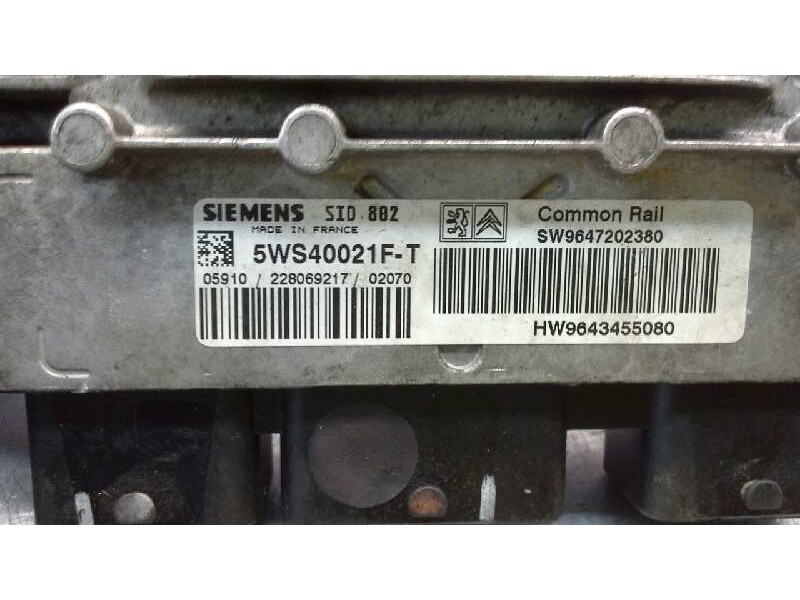 SIEMENS SID 802
MADE IN FRANCE
5WS40021F-T
05910 / 228069217 / 02070
Common Rail
SW9647202380
HW9643455080